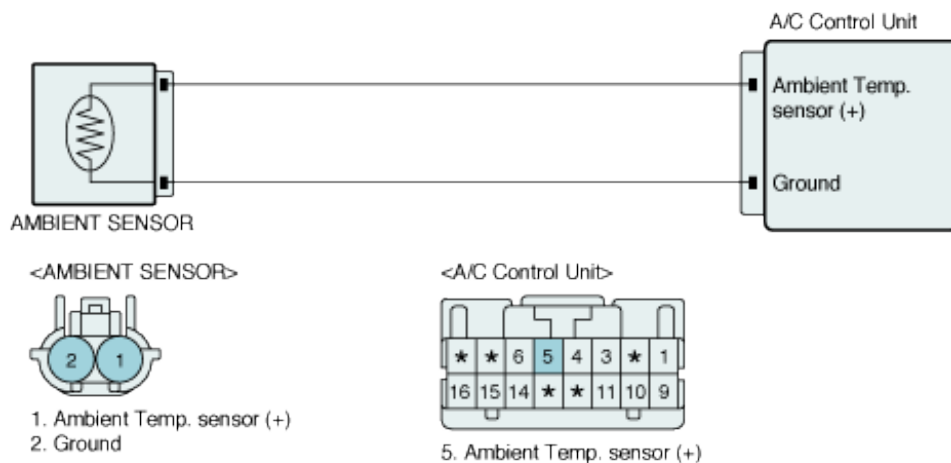 A/C Control Unit
Ambient Temp.
sensor (+)
Ground
AMBIENT SENSOR
<AMBIENT SENSOR>
2 1
1. Ambient Temp. sensor (+)
2. Ground
<A/C Control Unit>
* * 6 5 4 3 * 1
16 15 14 * * 11 10 9
5. Ambient Temp. sensor (+)